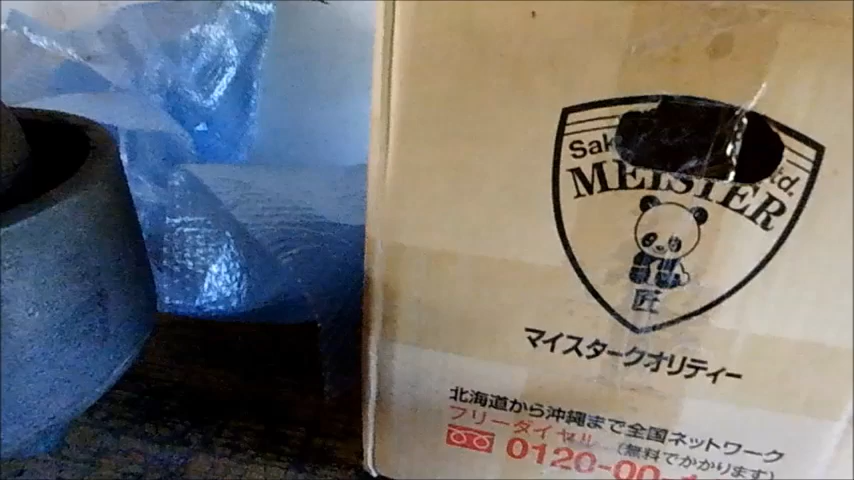 Sak td.
MEISTER
匠
マイスタークオリティー
北海道から沖縄まで全国ネットワーク
フリーダイヤル (無料でかかります)
0120-00-